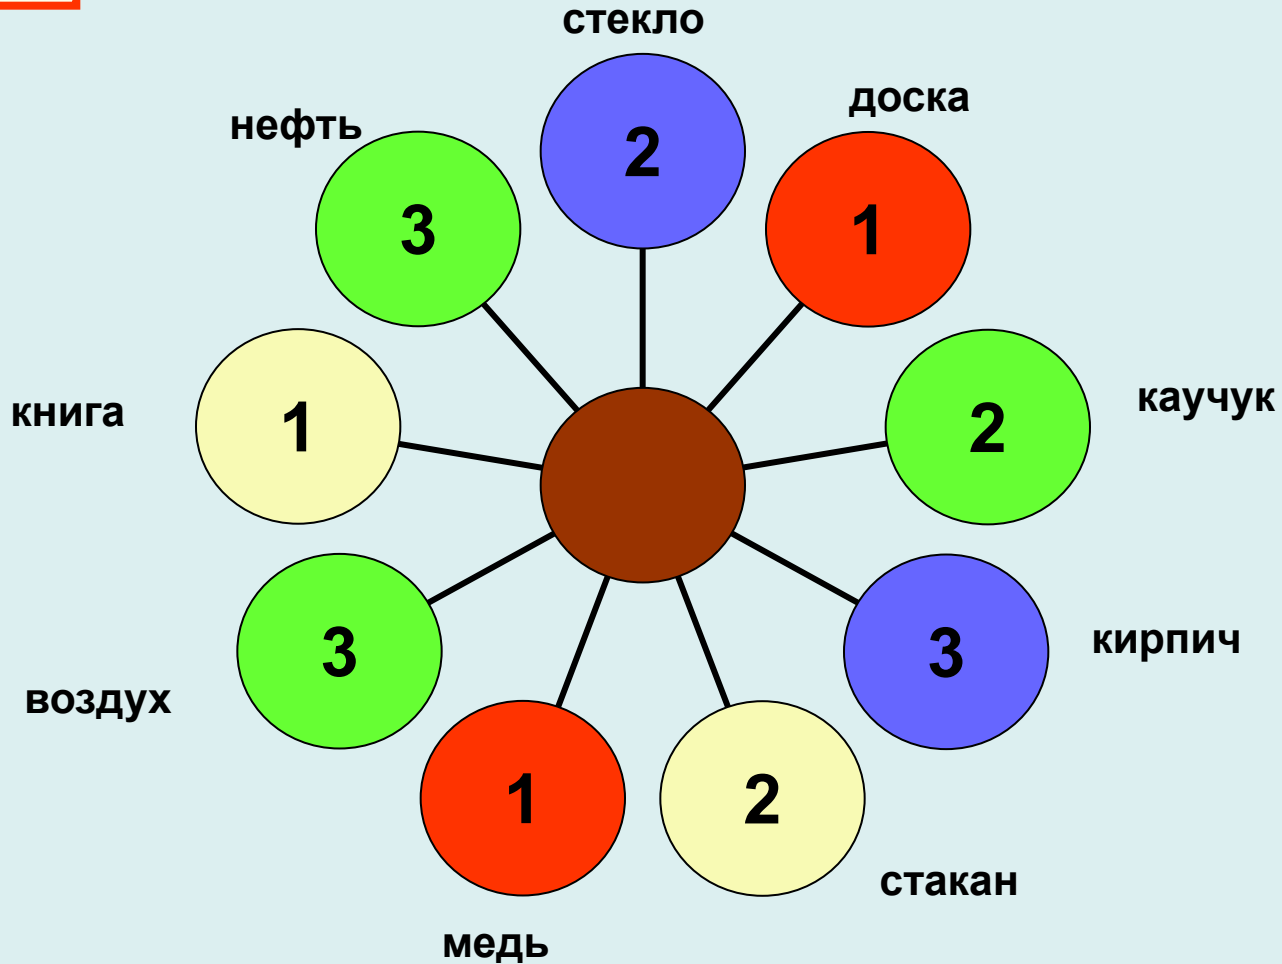 стекло
доска
нефть
2
1
3
каучук
книга
1
2
кирпич
3
3
воздух
1
2
стакан
медь